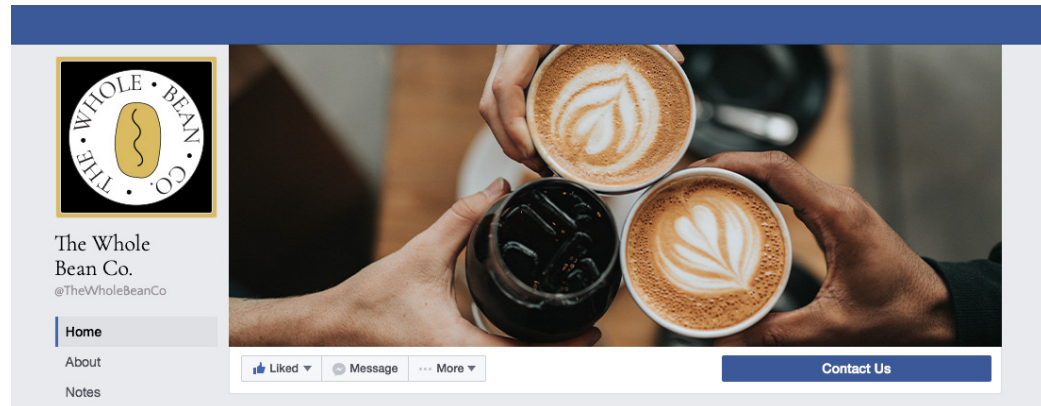 THE • WHOLE • BEAN • CO. •
The Whole
Bean Co.
@TheWholeBeanCo
Home
About
Notes
Liked
Message
More
Contact Us